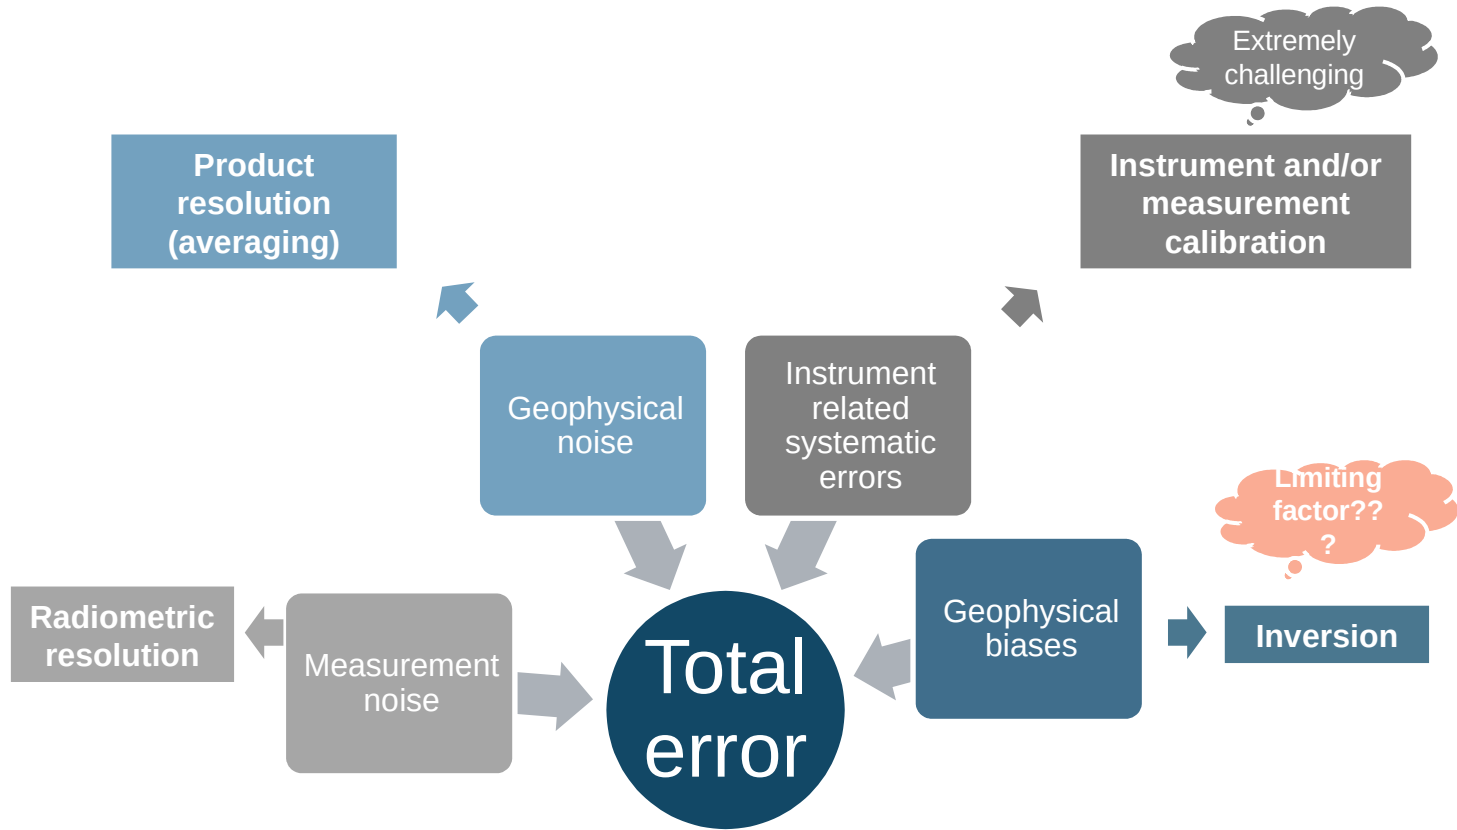 Extremely
challenging
Product
resolution
(averaging)
Instrument and/or
measurement
calibration
Geophysical
noise
Instrument
related
systematic
errors
Limiting
factor??
?
Radiometric
resolution
Measurement
noise
Total
error
Geophysical
biases
Inversion